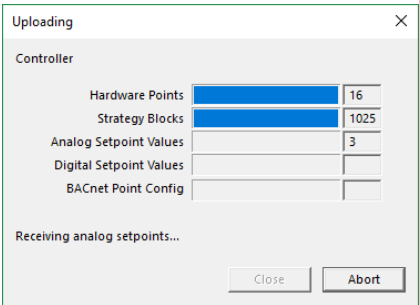 Uploading
Controller
Hardware Points 16
Strategy Blocks 1025
Analog Setpoint Values 3
Digital Setpoint Values
BACnet Point Config
Receiving analog setpoints...
Close Abort